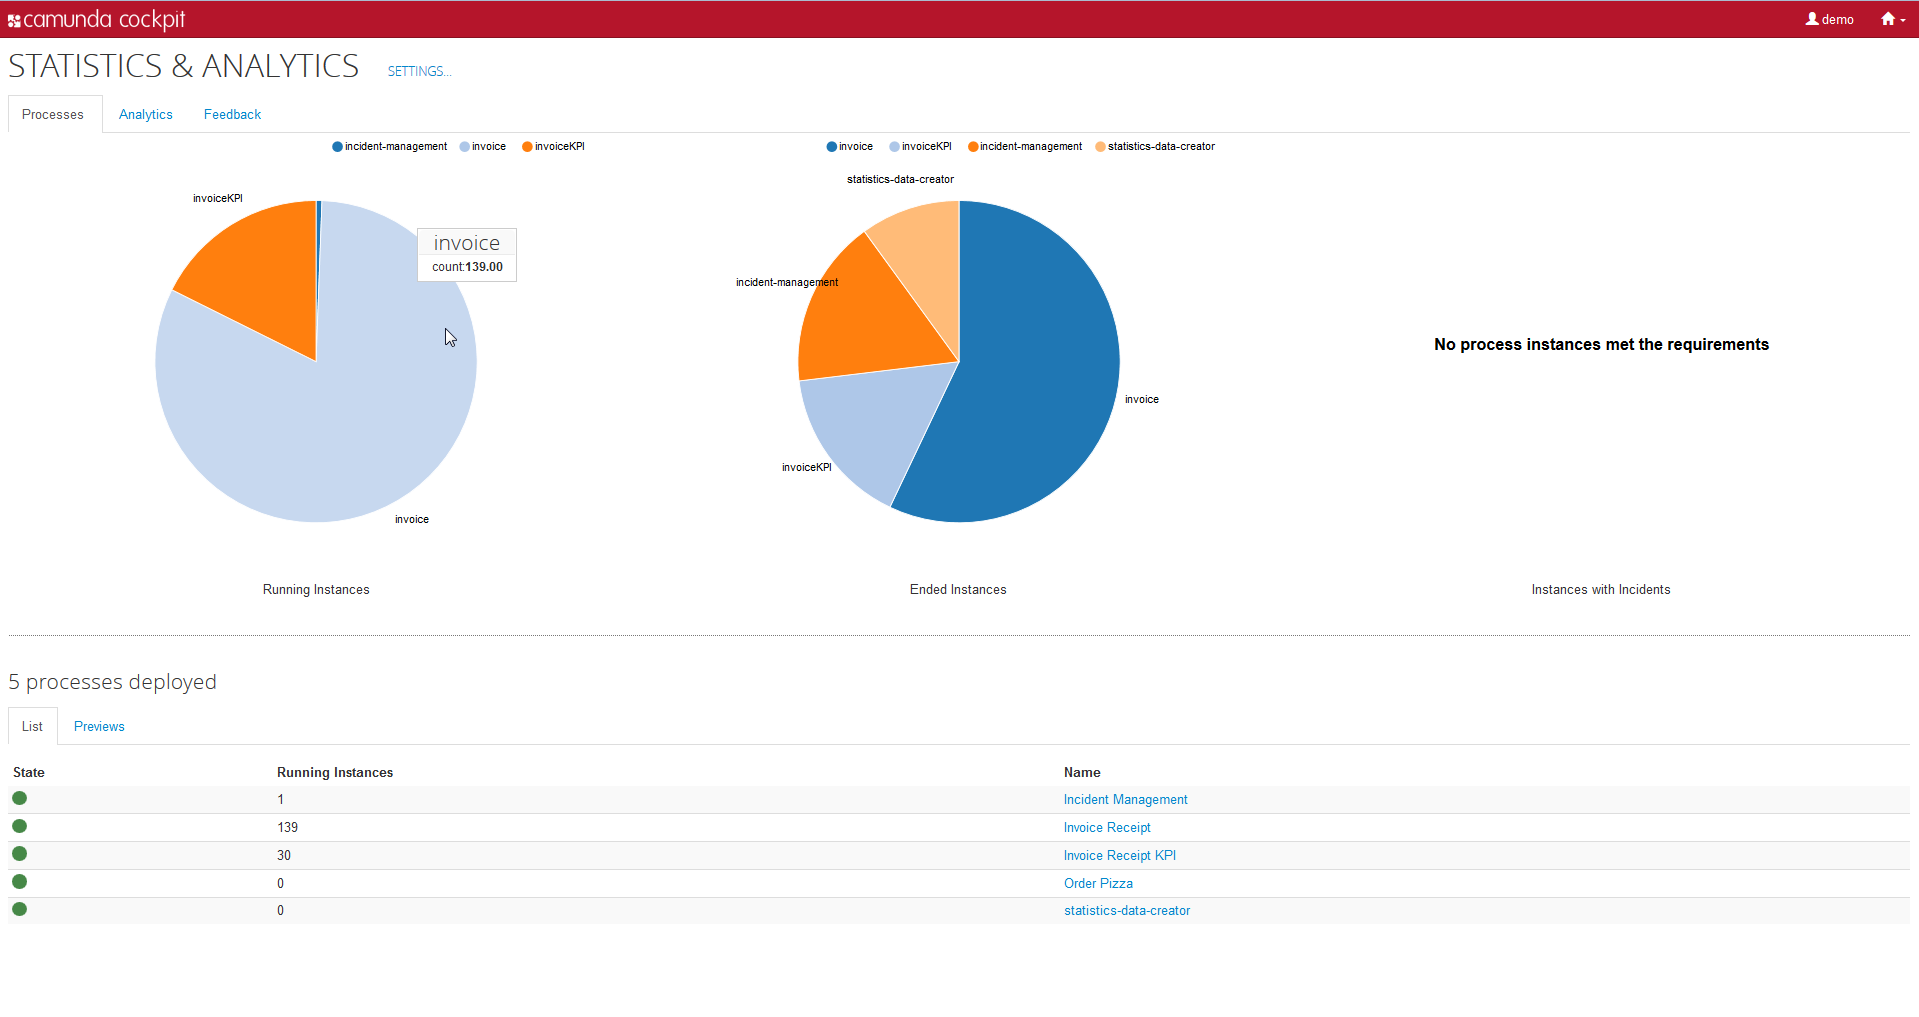 camunda cockpit
demo
STATISTICS & ANALYTICS SETTINGS...
Processes Analytics Feedback
incident-management invoice invoiceKPI
invoiceKPI
invoice
count:139.00
invoice
Running Instances
invoice invoiceKPI incident-management statistics-data-creator
statistics-data-creator
incident-management
invoice
invoiceKPI
Ended Instances
No process instances met the requirements
Instances with Incidents
5 processes deployed
List Previews
State Running Instances Name
1 Incident Management
139 Invoice Receipt
30 Invoice Receipt KPI
0 Order Pizza
0 statistics-data-creator